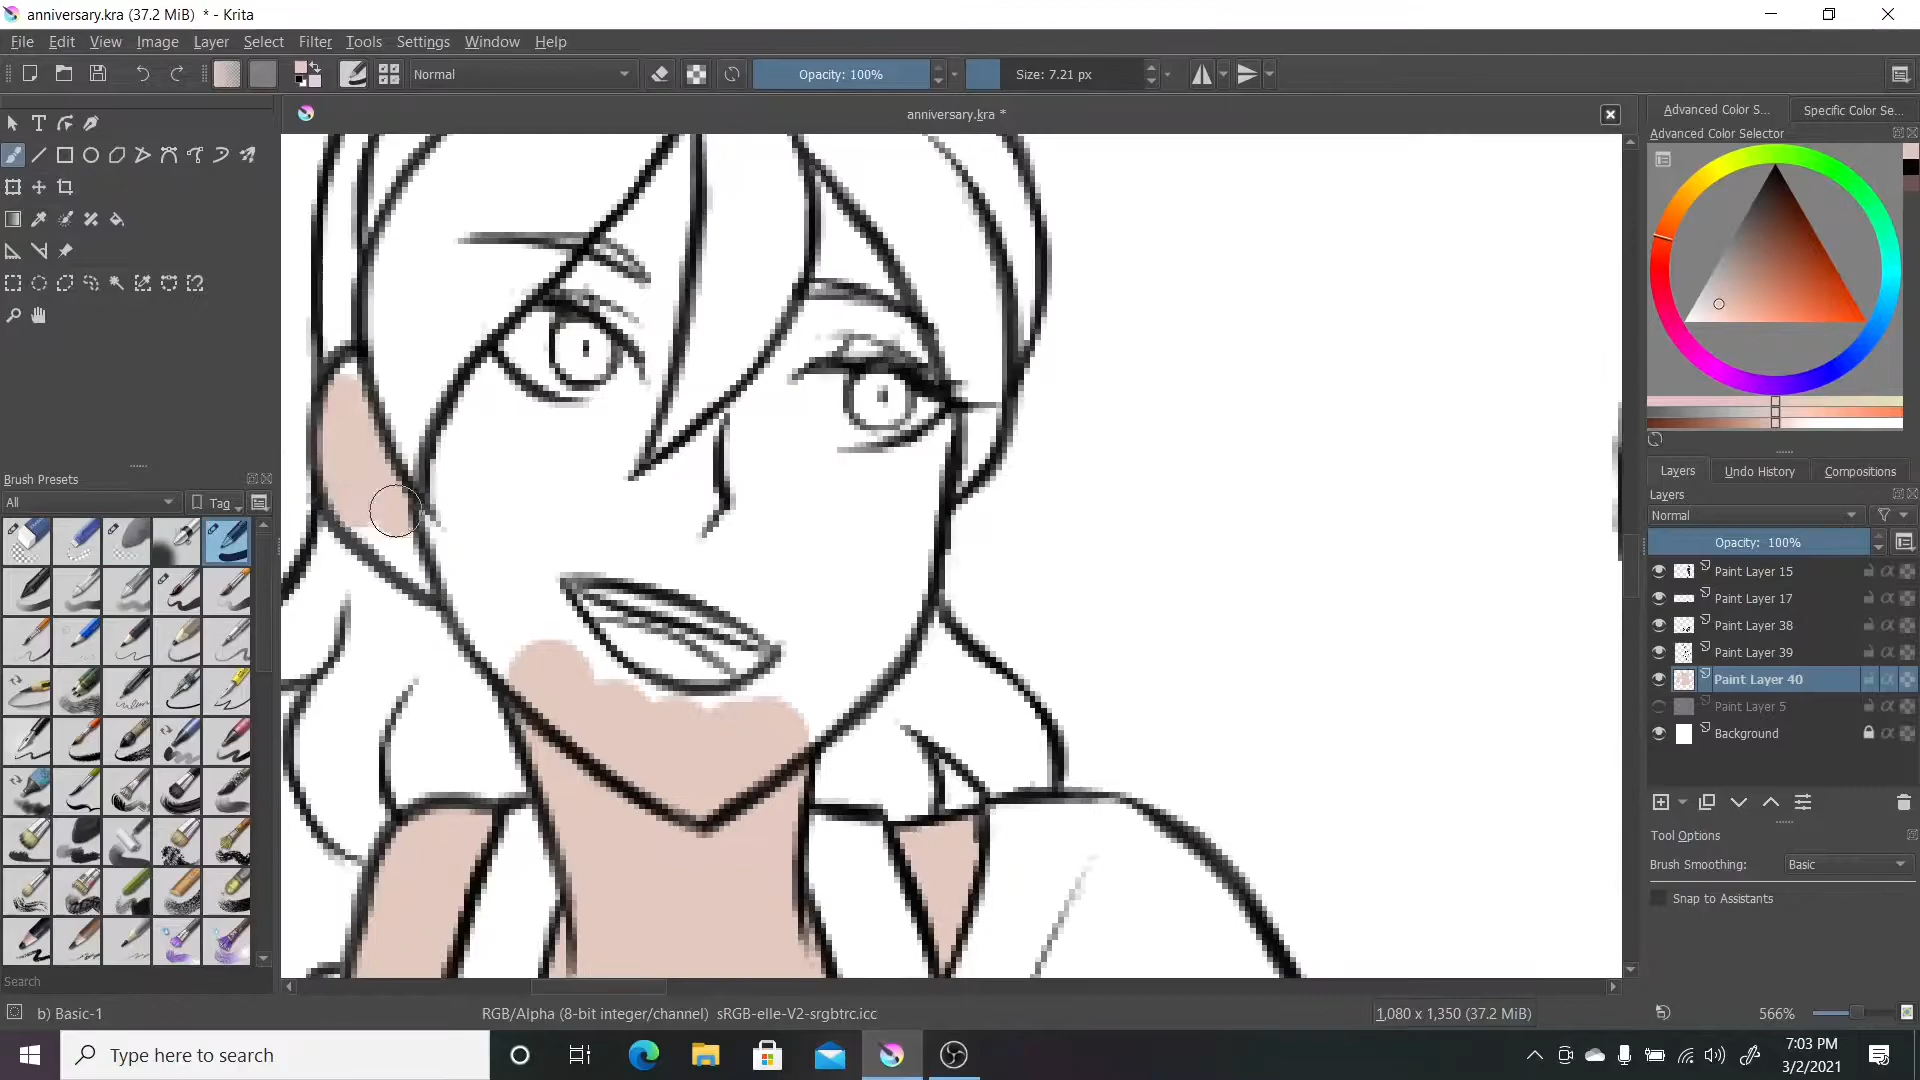 anniversary.kra (37.2 MiB) * - Krita
File Edit View Image Layer Select Filter Tools Settings Window Help
Normal Opacity: 100% Size: 7.21 px
anniversary.kra *
Advanced Color S... Specific Color Se...
Advanced Color Selector
Brush Presets
All Tag
Layers Undo History Compositions
Layers
Normal
Opacity: 100%
Paint Layer 15
Paint Layer 17
Paint Layer 38
Paint Layer 39
Paint Layer 40
Paint Layer 5
Background
Tool Options
Brush Smoothing: Basic
Snap to Assistants
Search
b) Basic-1 RGB/Alpha (8-bit integer/channel) sRGB-elle-V2-srgbtrc.icc 1,080 x 1,350 (37.2 MiB) 566%
Type here to search
7:03 PM
3/2/2021